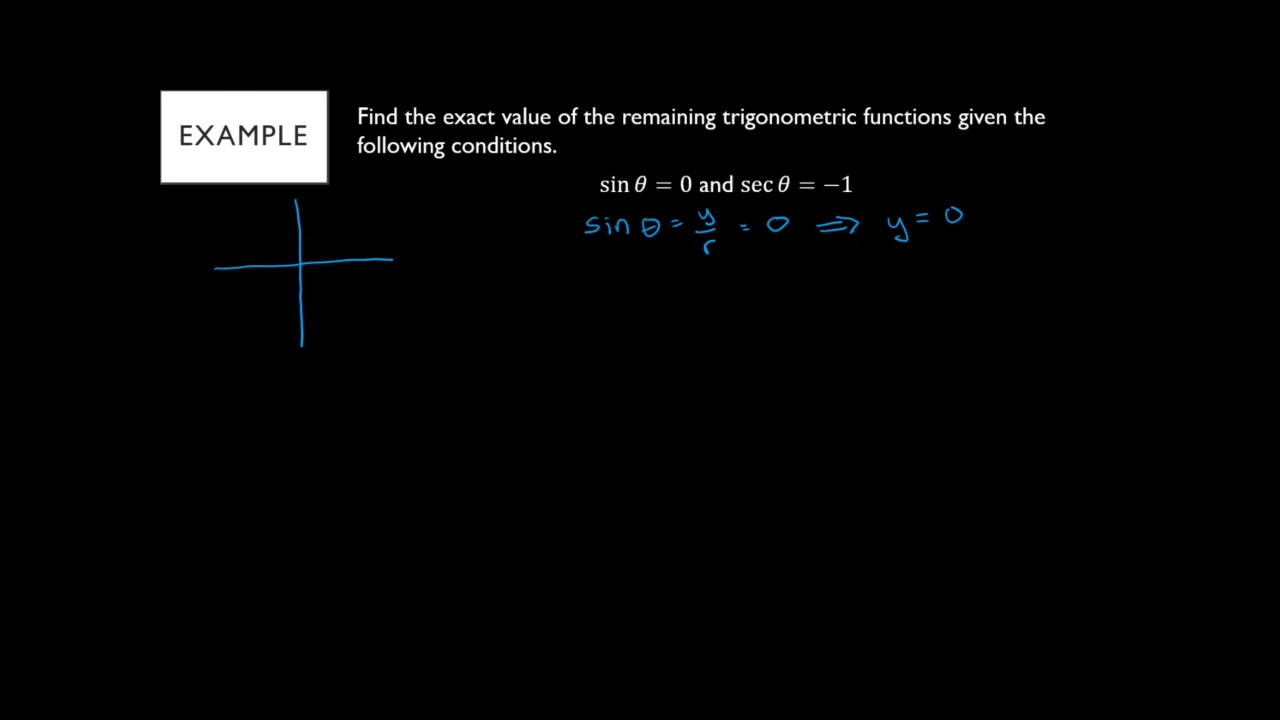 EXAMPLE
Find the exact value of the remaining trigonometric functions given the
following conditions.
sin θ = 0 and sec θ = −1
sin θ = y/r = 0 ⟹ y = 0